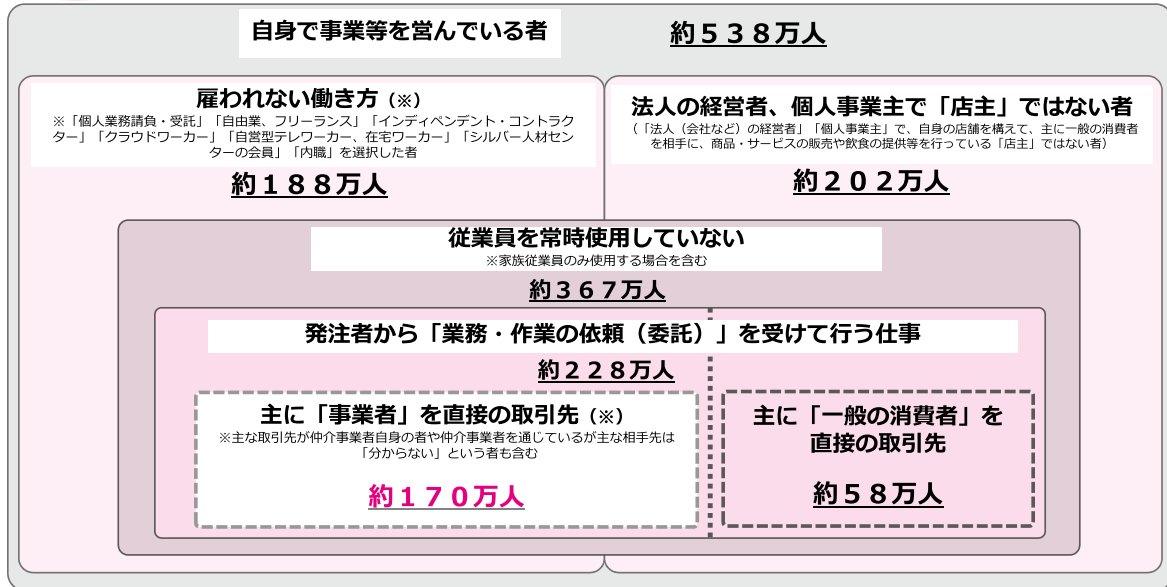 自身で事業等を営んでいる者
約５３８万人
雇われない働き方（※）
※「個人業務請負・受託」「自由業、フリーランス」「インディペンデント・コントラク
ター」「クラウドワーカー」「自営型テレワーカー、在宅ワーカー」「シルバー人材セン
ターの会員」「内職」を選択した者
約１８８万人
法人の経営者、個人事業主で「店主」ではない者
（「法人（会社など）の経営者」「個人事業主」で、自身の店舗を構えて、主に一般の消費者
を相手に、商品・サービスの販売や飲食の提供等を行っている「店主」ではない者）
約２０２万人
従業員を常時使用していない
※家族従業員のみ使用する場合を含む
約３６７万人
発注者から「業務・作業の依頼（委託）」を受けて行う仕事
約２２８万人
主に「事業者」を直接の取引先（※）
※主な取引先が仲介事業者自身の者や仲介事業者を通じているが主な相手先は
「分からない」という者も含む
約１７０万人
主に「一般の消費者」を
直接の取引先
約５８万人